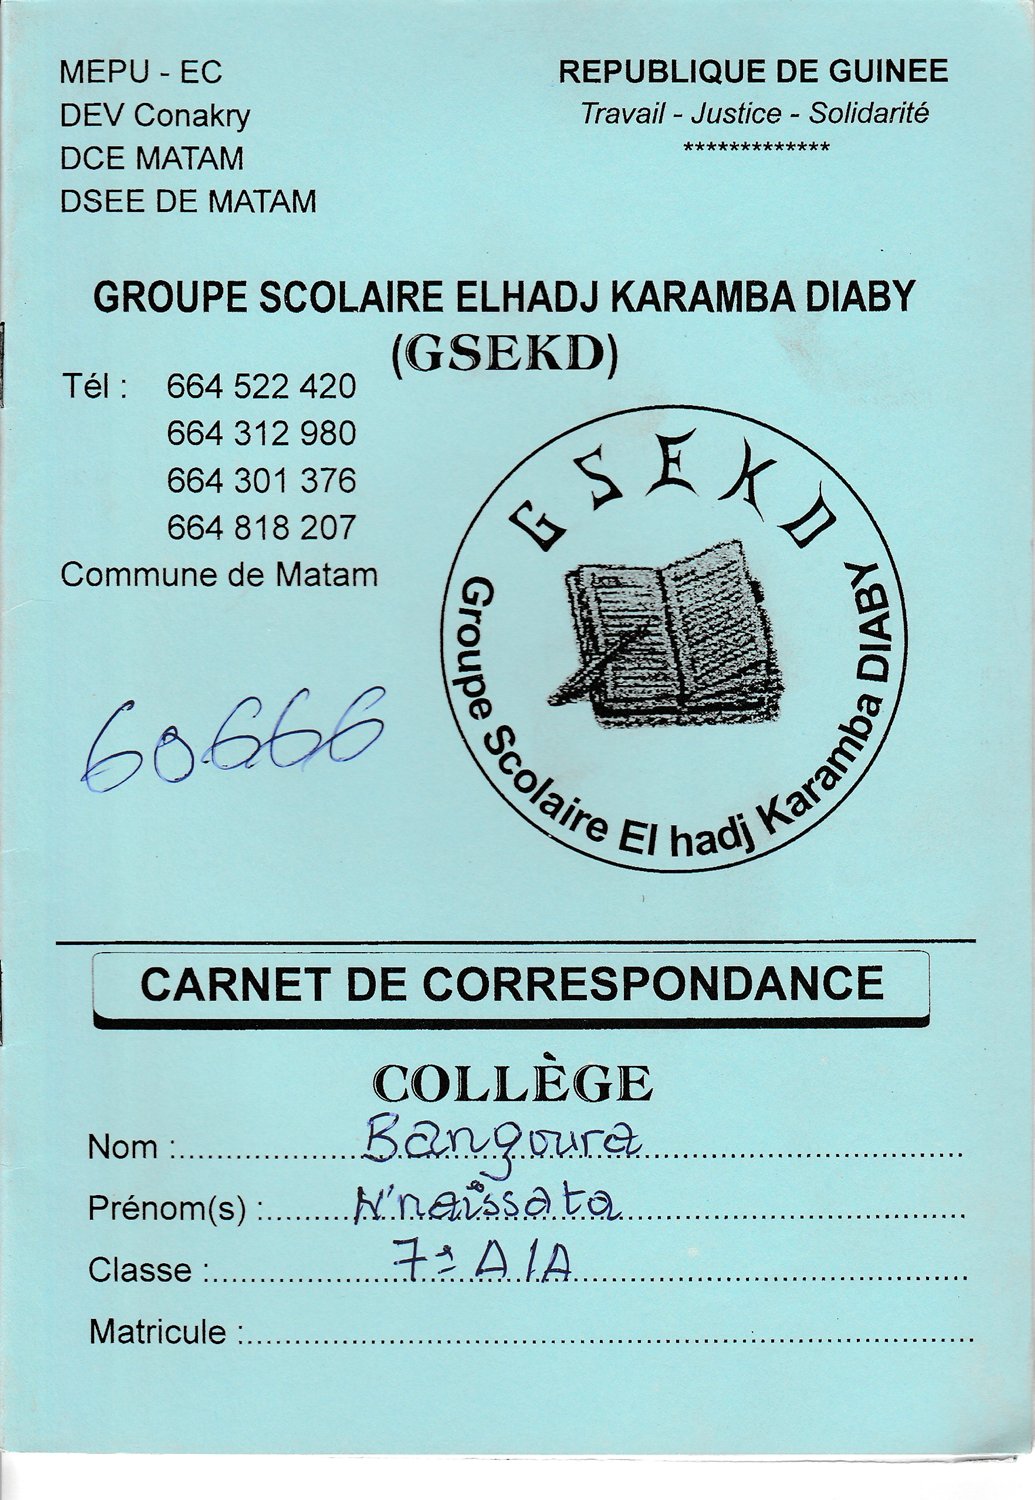 MEPU - EC
DEV Conakry
DCE MATAM
DSEE DE MATAM
REPUBLIQUE DE GUINEE
Travail - Justice - Solidarité
*************
GROUPE SCOLAIRE ELHADJ KARAMBA DIABY
(GSEKD)
Tél : 664 522 420
664 312 980
664 301 376
664 818 207
Commune de Matam
GSEKD
Groupe Scolaire El hadj Karamba DIABY
60666
CARNET DE CORRESPONDANCE
COLLÈGE
Nom : Bangoura
Prénom(s) : N'naïssata
Classe : 7è A/A
Matricule :